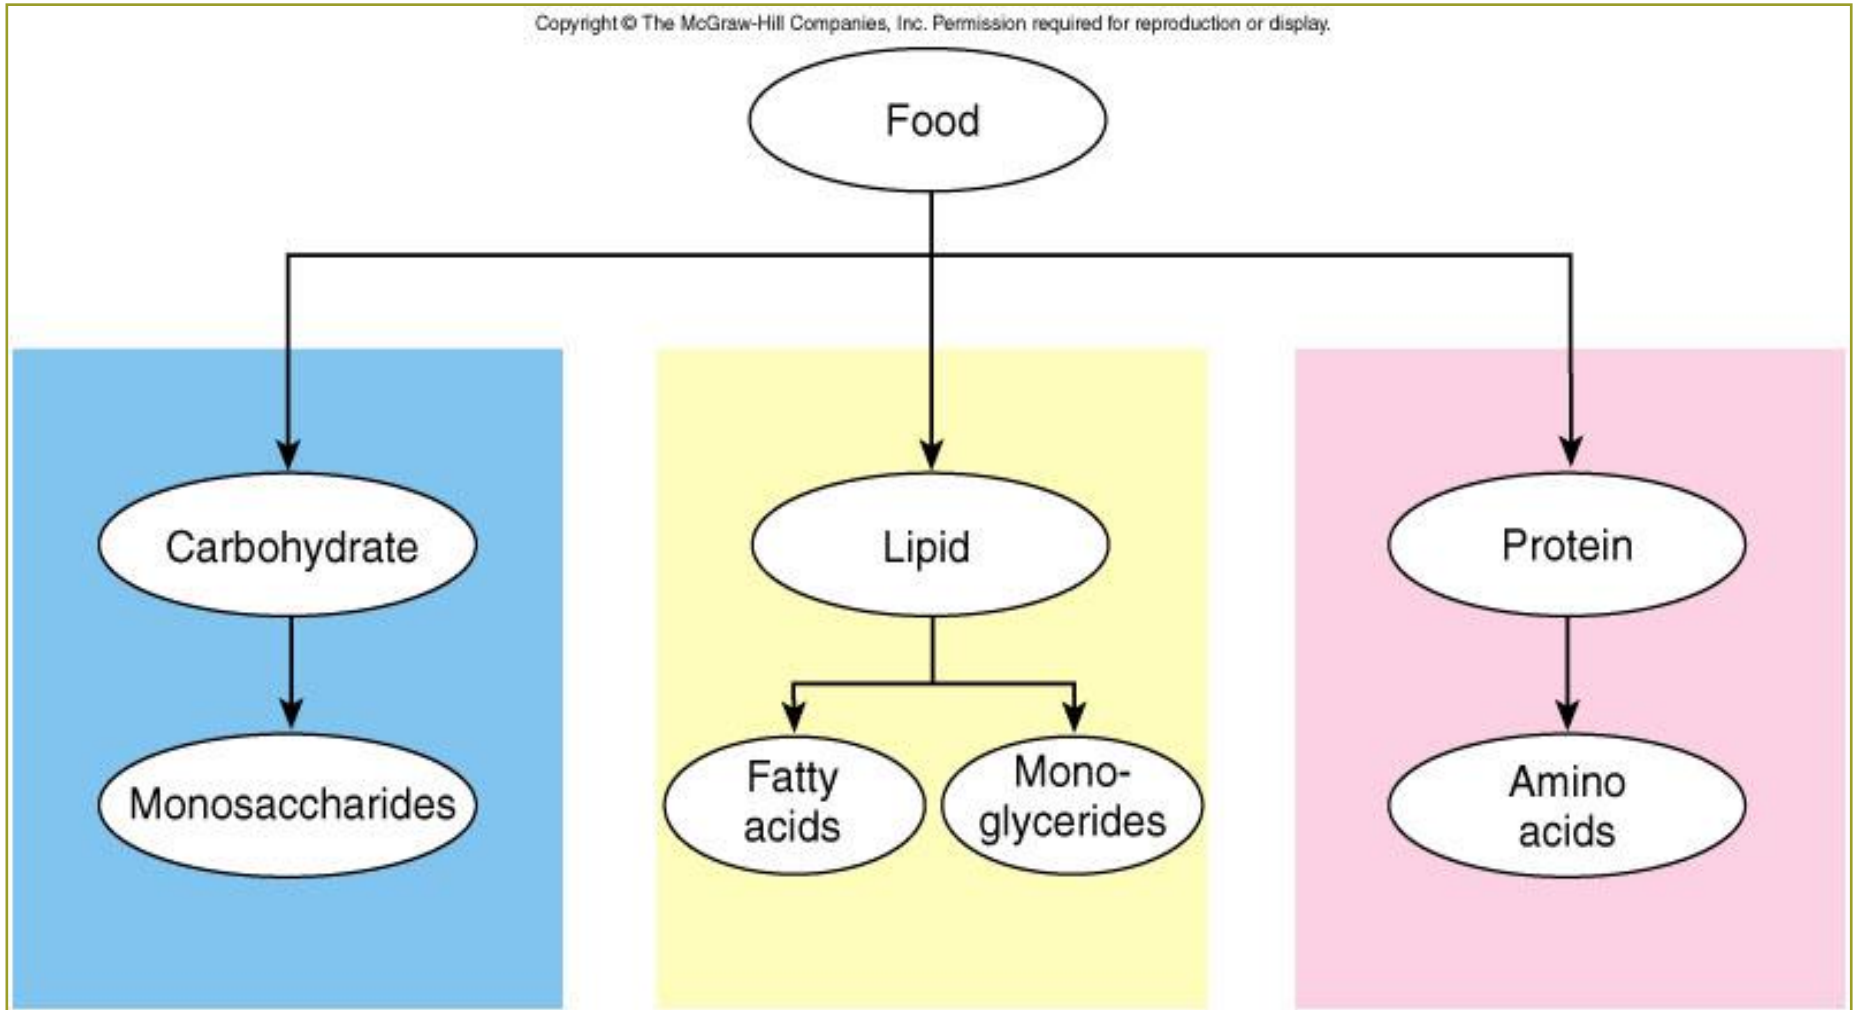 Copyright © The McGraw-Hill Companies, Inc. Permission required for reproduction or display.
Food
Carbohydrate
Lipid
Protein
Monosaccharides
Fatty
acids
Mono-
glycerides
Amino
acids